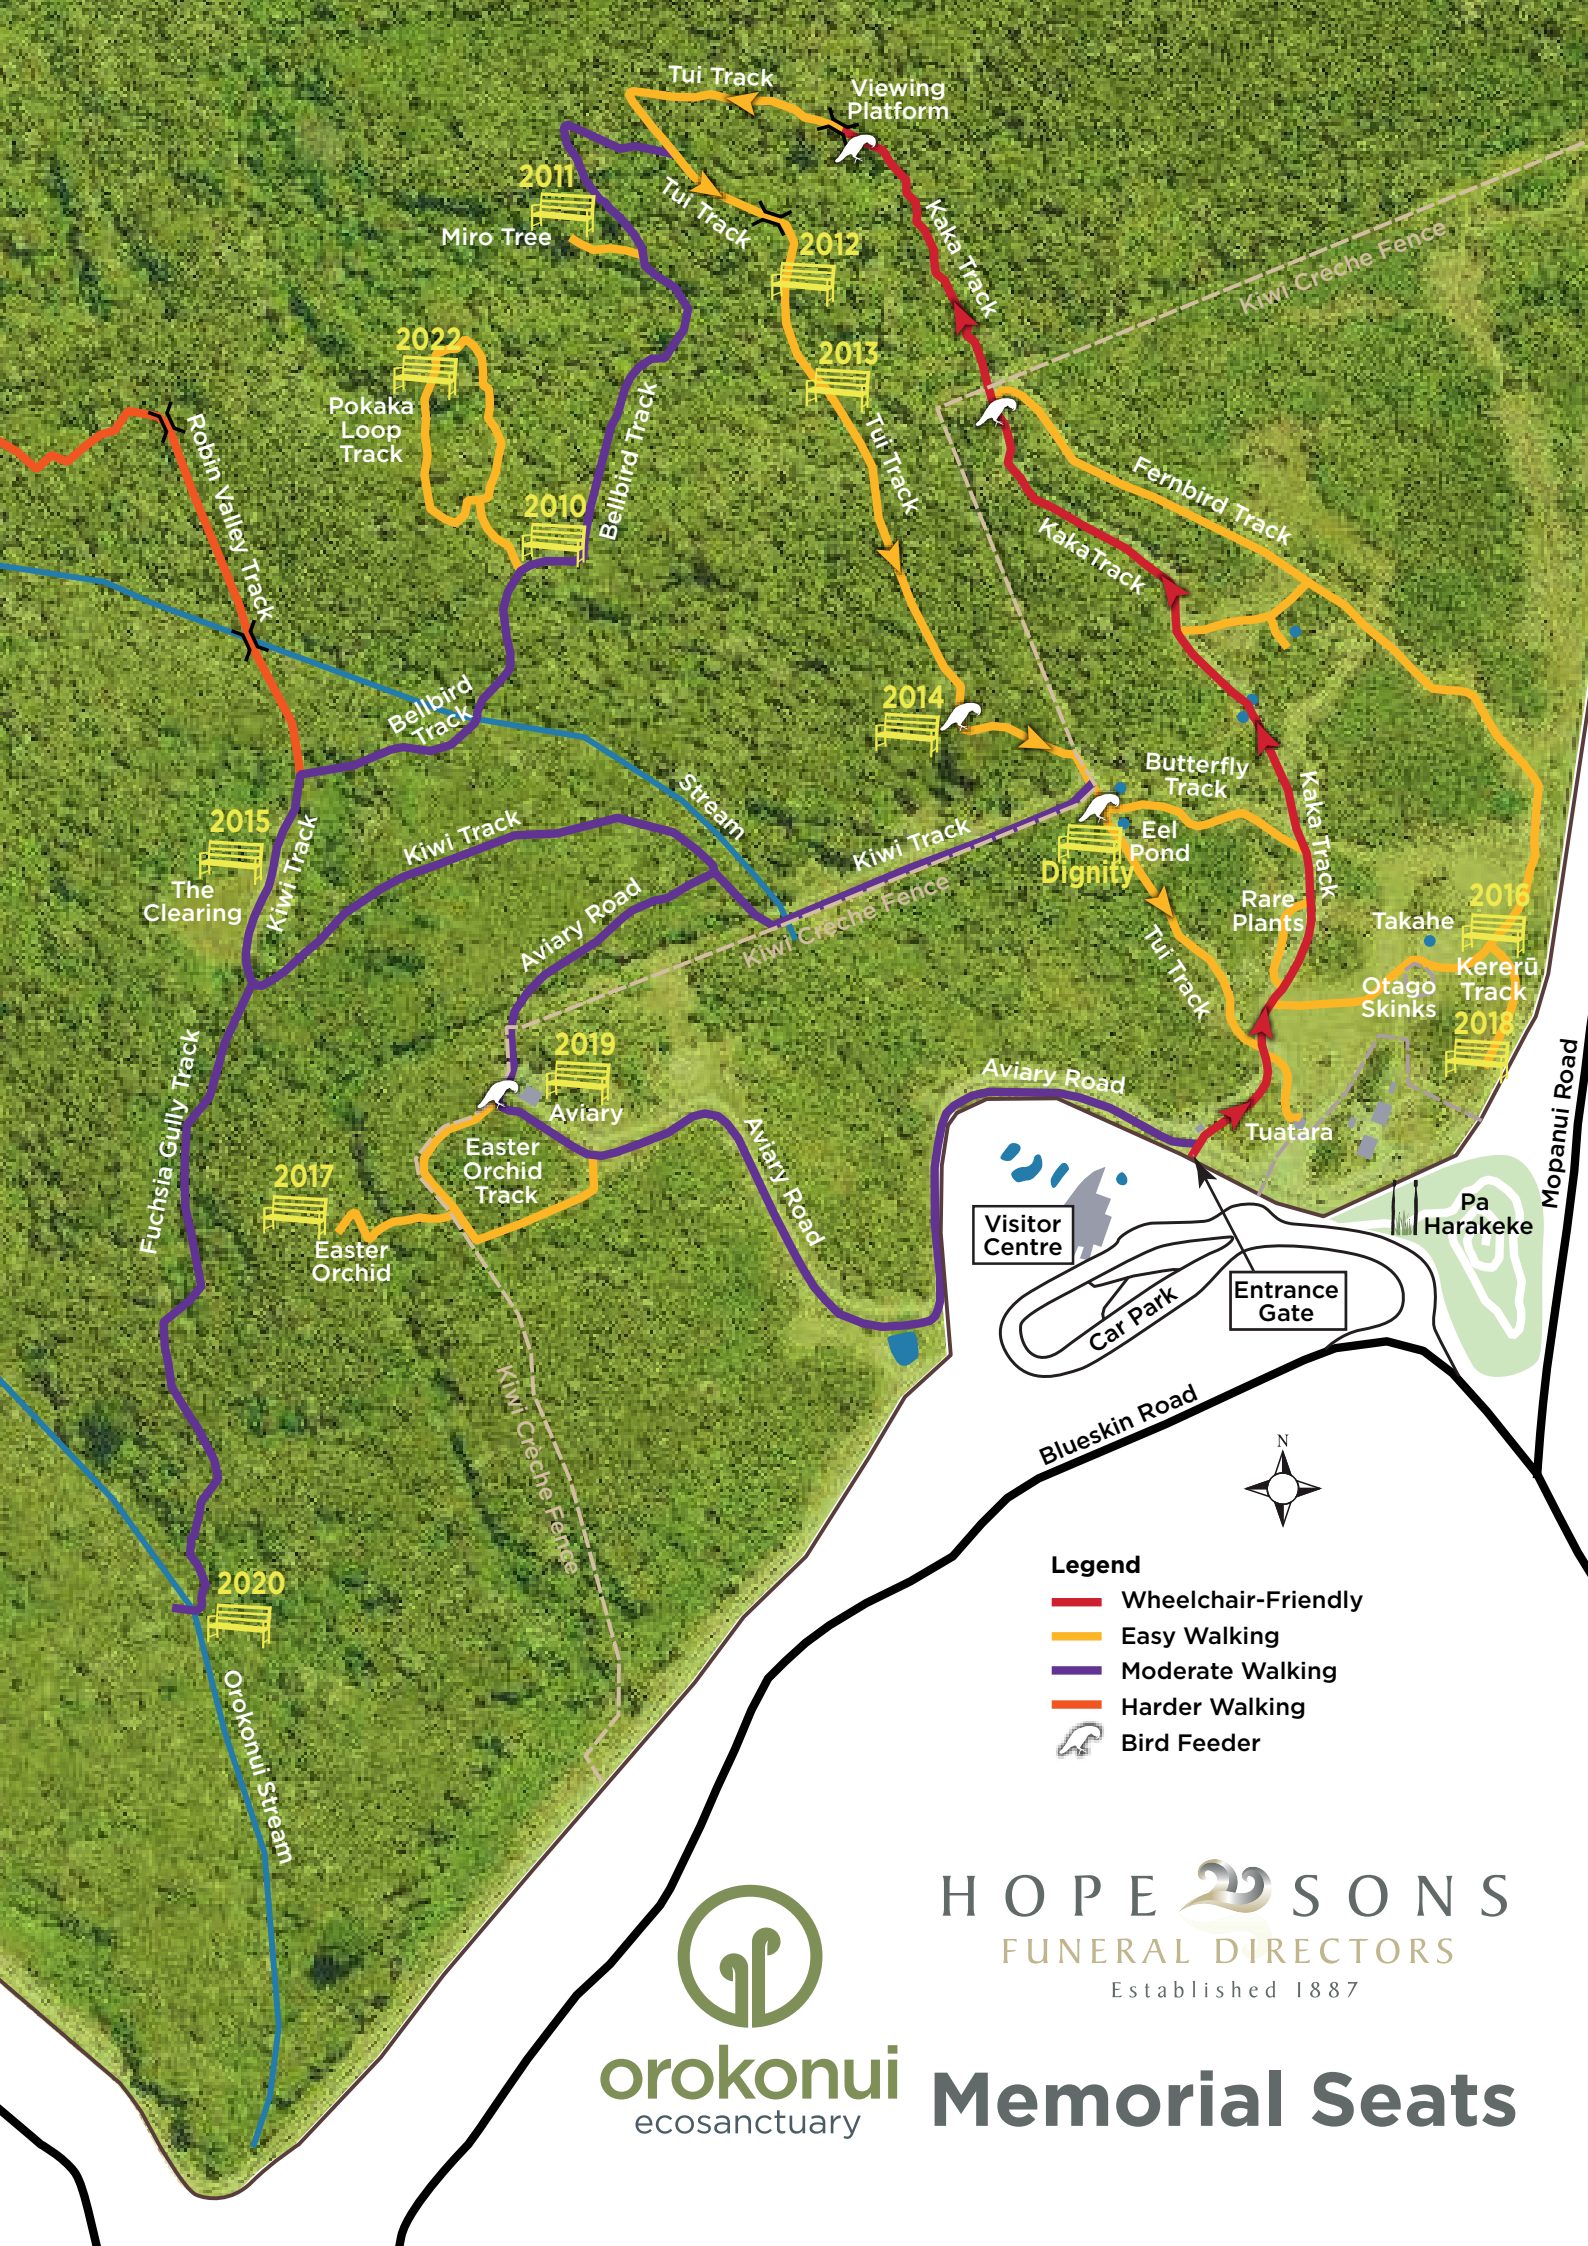 Tui Track
Viewing
Platform
2011
Miro Tree
Tui Track
2012
Kaka Track
Kiwi Creche Fence
2022
2013
Pokaka
Loop
Track
Robin Valley Track
Bellbird Track
Tui Track
Fernbird Track
2010
Kaka Track
Bellbird
Track
2014
Butterfly
Track
Stream
Kaka Track
2015
The
Clearing
Kiwi Track
Kiwi Track
Kiwi Track
Eel
Pond
Dignity
Kiwi Creche Fence
Aviary Road
Rare
Plants
2016
Takahe
Kererū
Track
Otago
Skinks
Tui Track
2018
2019
Aviary
Aviary Road
Fuchsia Gully Track
Easter
Orchid
Track
Tuatara
Mopanui Road
2017
Easter
Orchid
Aviary Road
Visitor
Centre
Pa
Harakeke
Entrance
Gate
Car Park
Kiwi Crèche Fence
Blueskin Road
N
2020
Orokonui Stream
Legend
Wheelchair-Friendly
Easy Walking
Moderate Walking
Harder Walking
Bird Feeder
HOPE SONS
FUNERAL DIRECTORS
Established 1887
orokonui
ecosanctuary
Memorial Seats